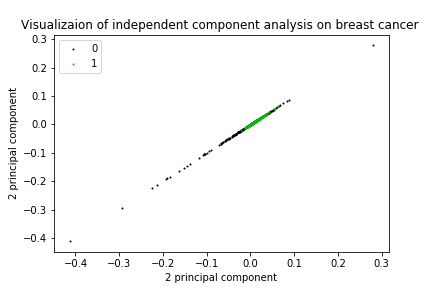 Visualizaion of independent component analysis on breast cancer
0
1
0.3
0.2
0.1
0.0
−0.1
−0.2
−0.3
−0.4
2 principal component
−0.4 −0.3 −0.2 −0.1 0.0 0.1 0.2 0.3
2 principal component